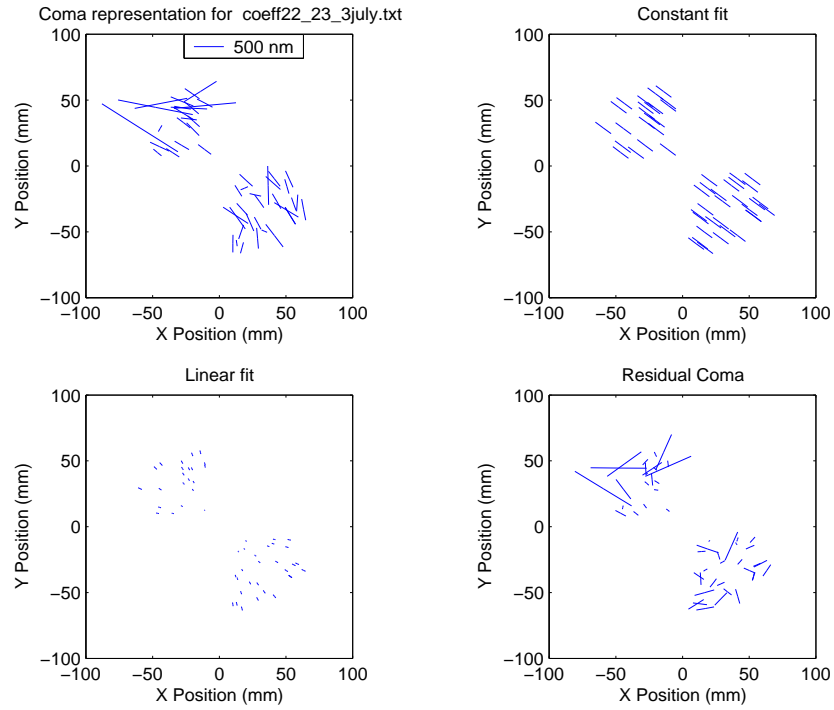 Coma representation for coeff22_23_3july.txt
500 nm
100
50
0
−50
−100
−100 −50 0 50 100
X Position (mm)
Y Position (mm)
Constant fit
100
50
0
−50
−100
−100 −50 0 50 100
X Position (mm)
Y Position (mm)
Linear fit
100
50
0
−50
−100
−100 −50 0 50 100
X Position (mm)
Y Position (mm)
Residual Coma
100
50
0
−50
−100
−100 −50 0 50 100
X Position (mm)
Y Position (mm)